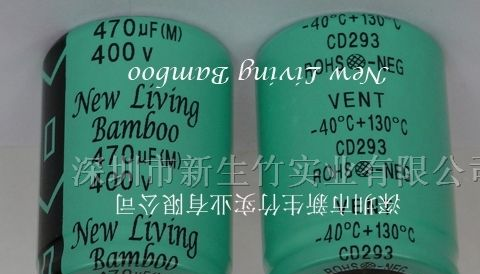 470µF(M)
400 V
New Living
Bamboo
470µF(M)
400 V
New Living
Bamboo
470µF(M)
-40°C+130°C
CD293
ROHS NEG
VENT
-40°C+130°C
CD293
ROHS NEG
VENT
-40°C+130°C
CD293
ROHS NEG
New Living Bamboo
深圳市新生竹实业有限公司
深圳市新生竹实业有限公司